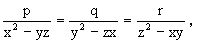 p/(x² − yz) = q/(y² − zx) = r/(z² − xy) ,